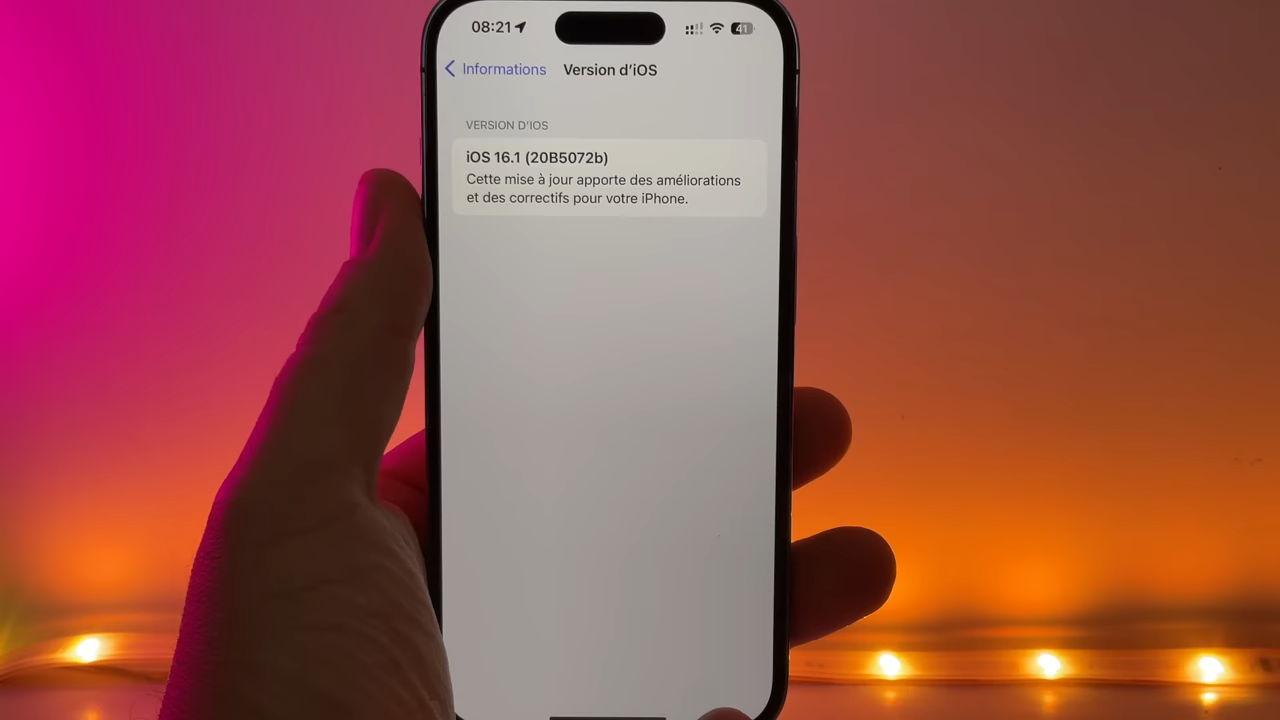 08:21
41
Informations
Version d’iOS
VERSION D’IOS
iOS 16.1 (20B5072b)
Cette mise à jour apporte des améliorations
et des correctifs pour votre iPhone.